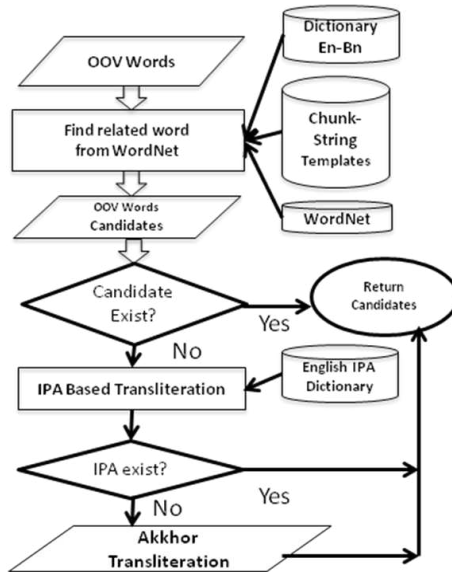 Dictionary
En-Bn
OOV Words
Find related word
from WordNet
Chunk-
String
Templates
OOV Words
Candidates
WordNet
Candidate
Exist?
Yes
Return
Candidates
No
IPA Based Transliteration
English IPA
Dictionary
IPA exist?
Yes
No
Akkhor
Transliteration